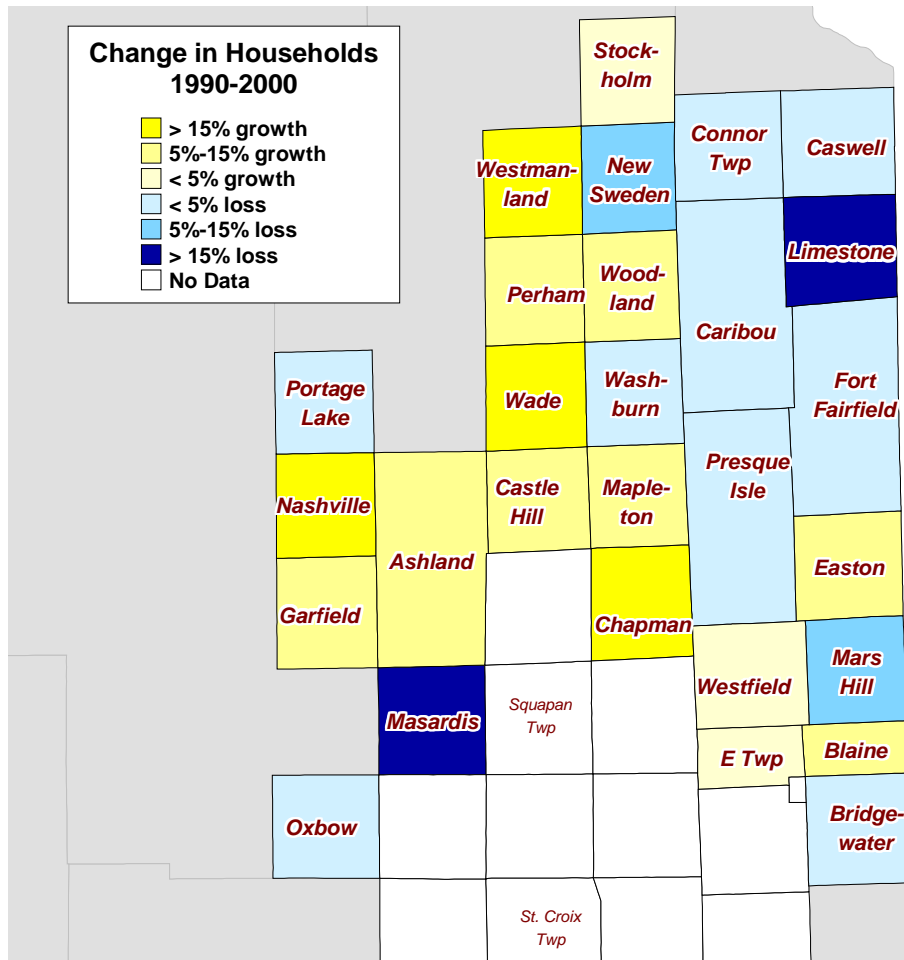 Change in Households
1990-2000
> 15% growth
5%-15% growth
< 5% growth
< 5% loss
5%-15% loss
> 15% loss
No Data
Stock-
holm
Connor
Twp
Caswell
Westman-
land
New
Sweden
Limestone
Perham
Wood-
land
Caribou
Fort
Fairfield
Portage
Lake
Wade
Wash-
burn
Presque
Isle
Nashville
Castle
Hill
Maple-
ton
Ashland
Easton
Garfield
Chapman
Mars
Hill
Westfield
Masardis
Squapan
Twp
E Twp
Blaine
Oxbow
Bridge-
water
St. Croix
Twp